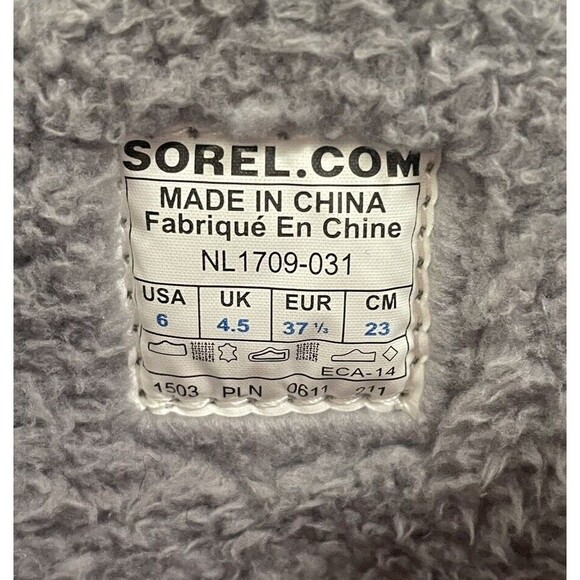 SOREL.COM
MADE IN CHINA
Fabriqué En Chine
NL1709-031
USA UK EUR CM
6 4.5 37 ⅓ 23
ECA-14
1503 PLN 0611 211